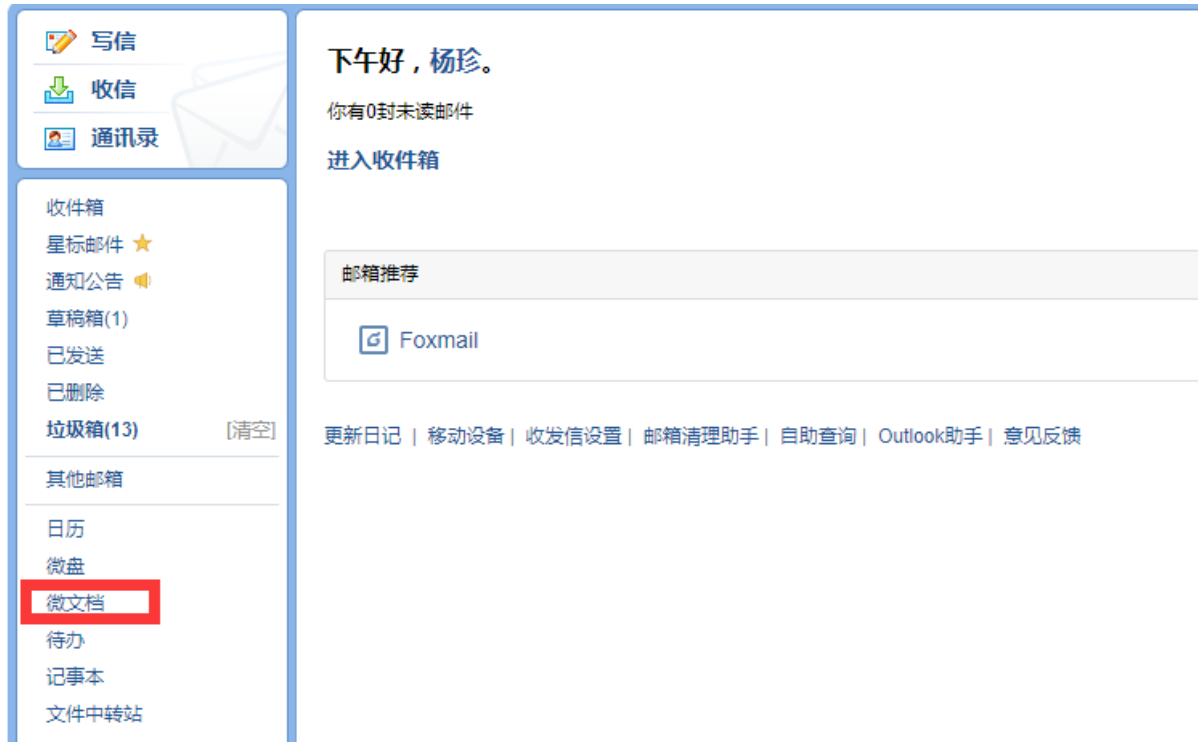 写信
收信
通讯录
收件箱
星标邮件
通知公告
草稿箱(1)
已发送
已删除
垃圾箱(13) [清空]
其他邮箱
日历
微盘
微文档
待办
记事本
文件中转站
下午好，杨珍。
你有0封未读邮件
进入收件箱
邮箱推荐
Foxmail
更新日记 | 移动设备 | 收发信设置 | 邮箱清理助手 | 自助查询 | Outlook助手 | 意见反馈